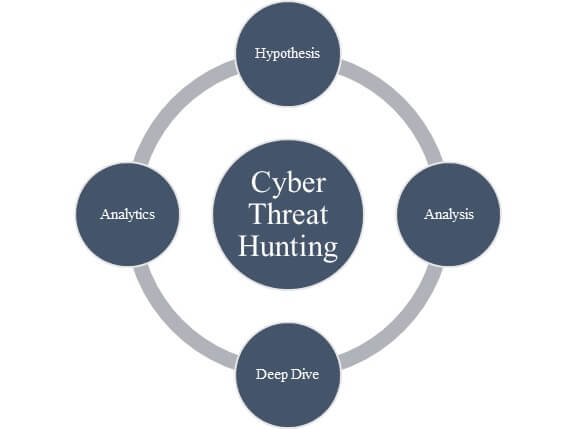 Hypothesis
Cyber
Threat
Hunting
Analytics
Analysis
Deep Dive